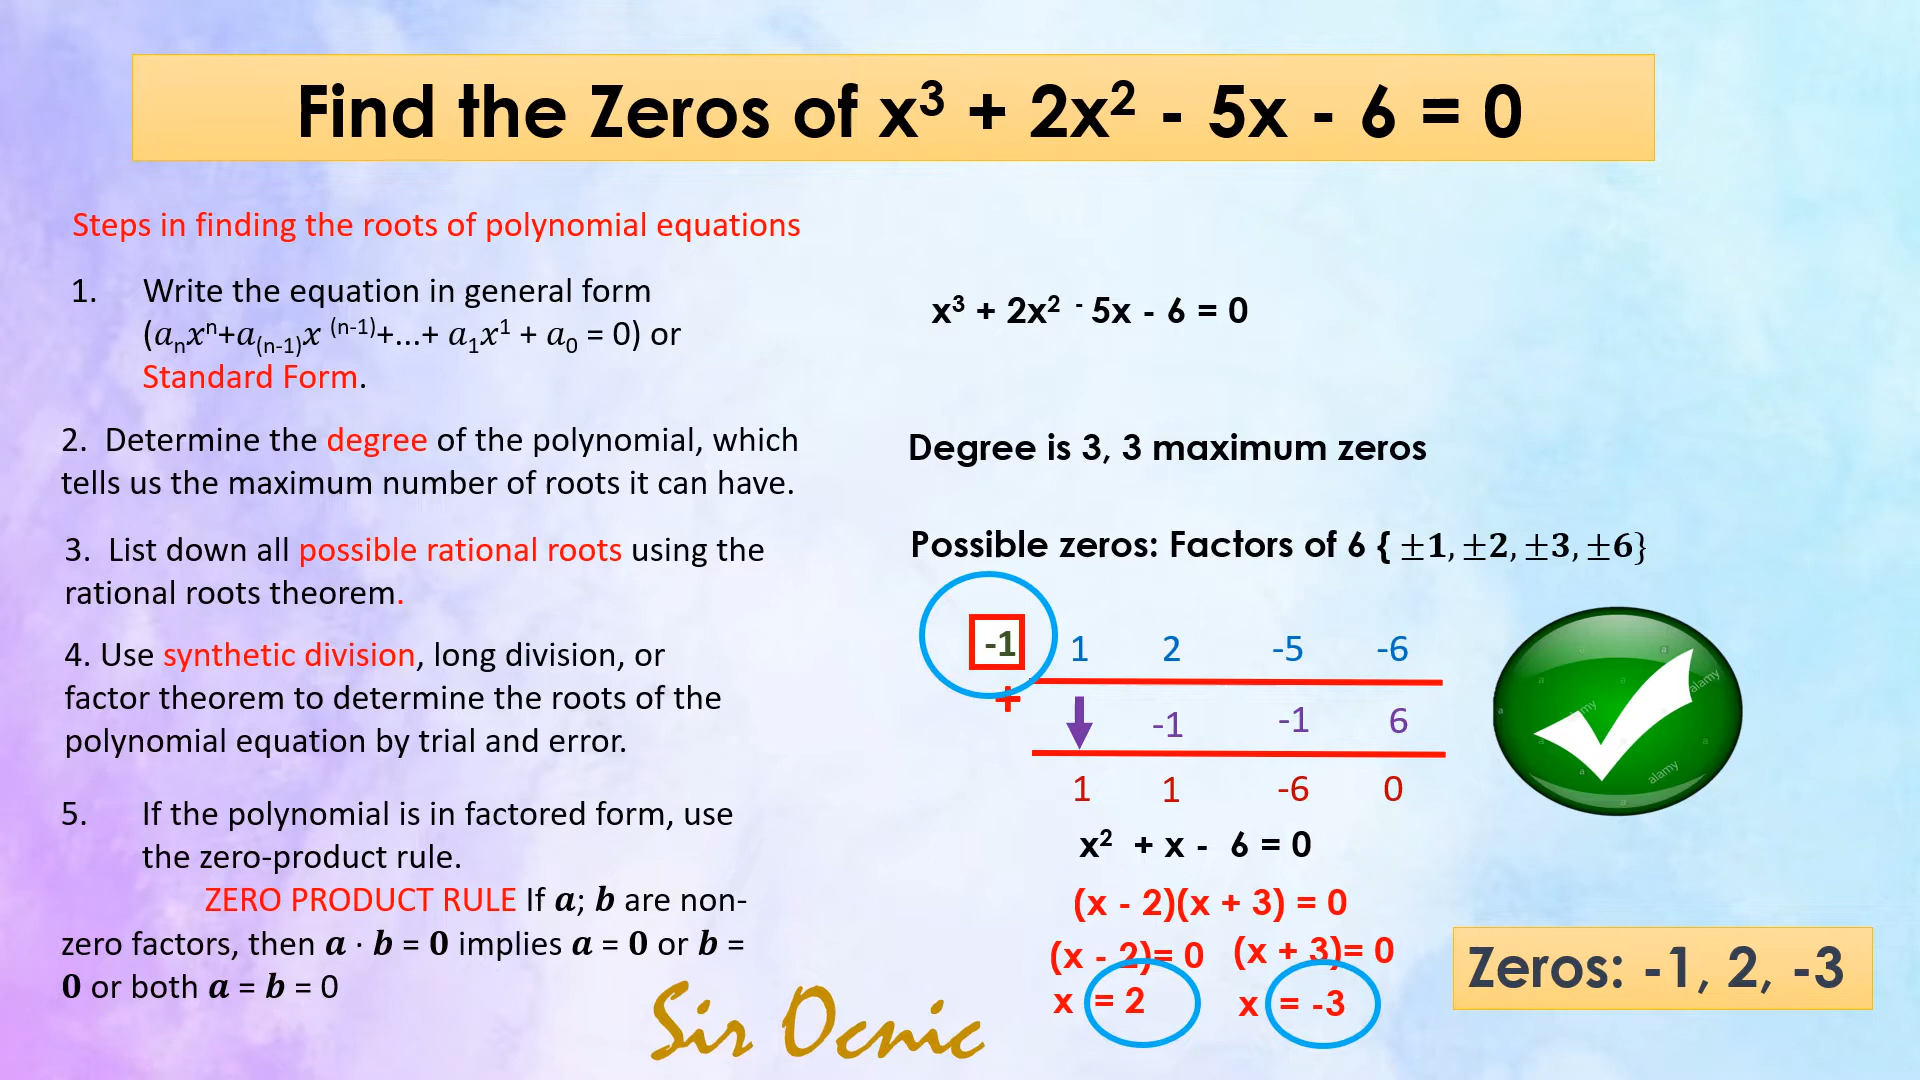 Find the Zeros of x³ + 2x² - 5x - 6 = 0
Steps in finding the roots of polynomial equations
1. Write the equation in general form
(𝑎ₙ𝑥ⁿ+𝑎₍ₙ₋₁₎𝑥 ⁽ⁿ⁻¹⁾+...+ 𝑎₁𝑥¹ + 𝑎₀ = 0) or
Standard Form.
x³ + 2x² - 5x - 6 = 0
2. Determine the degree of the polynomial, which
tells us the maximum number of roots it can have.
Degree is 3, 3 maximum zeros
3. List down all possible rational roots using the
rational roots theorem.
Possible zeros: Factors of 6 { ±1, ±2, ±3, ±6}
4. Use synthetic division, long division, or
factor theorem to determine the roots of the
polynomial equation by trial and error.
-1 1 2 -5 -6
+
-1 -1 6
1 1 -6 0
5. If the polynomial is in factored form, use
the zero-product rule.
ZERO PRODUCT RULE If 𝒂; 𝒃 are non-
zero factors, then 𝒂 · 𝒃 = 𝟎 implies 𝒂 = 𝟎 or 𝒃 =
𝟎 or both 𝒂 = 𝒃 = 0
x² + x - 6 = 0
(x - 2)(x + 3) = 0
(x - 2)= 0 (x + 3)= 0
x = 2 x = -3
Zeros: -1, 2, -3
Sir Ocnic
alamy
alamy
alamy
a
a
a
a
a
a